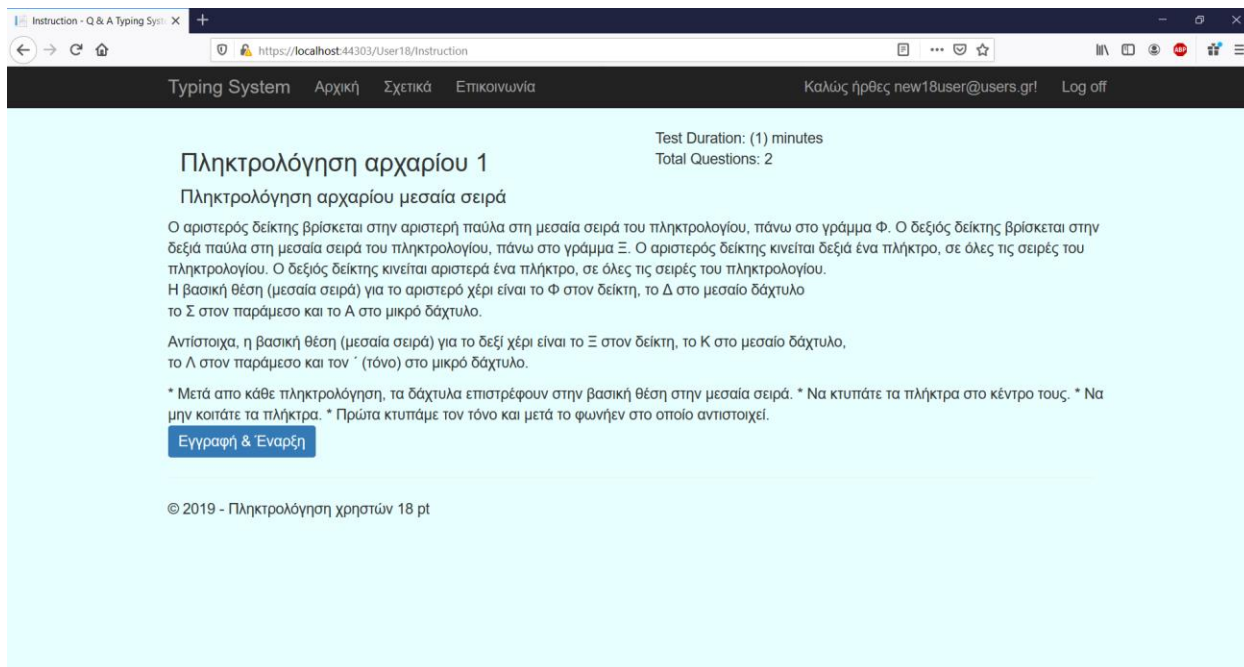 Instruction - Q & A Typing Syst
https://localhost:44303/User18/Instruction
ABP
Typing System Αρχική Σχετικά Επικοινωνία Καλώς ήρθες new18user@users.gr! Log off
Test Duration: (1) minutes
Πληκτρολόγηση αρχαρίου 1 Total Questions: 2
Πληκτρολόγηση αρχαρίου μεσαία σειρά
Ο αριστερός δείκτης βρίσκεται στην αριστερή παύλα στη μεσαία σειρά του πληκτρολογίου, πάνω στο γράμμα Φ. Ο δεξιός δείκτης βρίσκεται στην
δεξιά παύλα στη μεσαία σειρά του πληκτρολογίου, πάνω στο γράμμα Ξ. Ο αριστερός δείκτης κινείται δεξιά ένα πλήκτρο, σε όλες τις σειρές του
πληκτρολογίου. Ο δεξιός δείκτης κινείται αριστερά ένα πλήκτρο, σε όλες τις σειρές του πληκτρολογίου.
Η βασική θέση (μεσαία σειρά) για το αριστερό χέρι είναι το Φ στον δείκτη, το Δ στο μεσαίο δάχτυλο
το Σ στον παράμεσο και το Α στο μικρό δάχτυλο.
Αντίστοιχα, η βασική θέση (μεσαία σειρά) για το δεξί χέρι είναι το Ξ στον δείκτη, το Κ στο μεσαίο δάχτυλο,
το Λ στον παράμεσο και τον ΄ (τόνο) στο μικρό δάχτυλο.
* Μετά απο κάθε πληκτρολόγηση, τα δάχτυλα επιστρέφουν στην βασική θέση στην μεσαία σειρά. * Να κτυπάτε τα πλήκτρα στο κέντρο τους. * Να
μην κοιτάτε τα πλήκτρα. * Πρώτα κτυπάμε τον τόνο και μετά το φωνήεν στο οποίο αντιστοιχεί.
Εγγραφή & Έναρξη
© 2019 - Πληκτρολόγηση χρηστών 18 pt